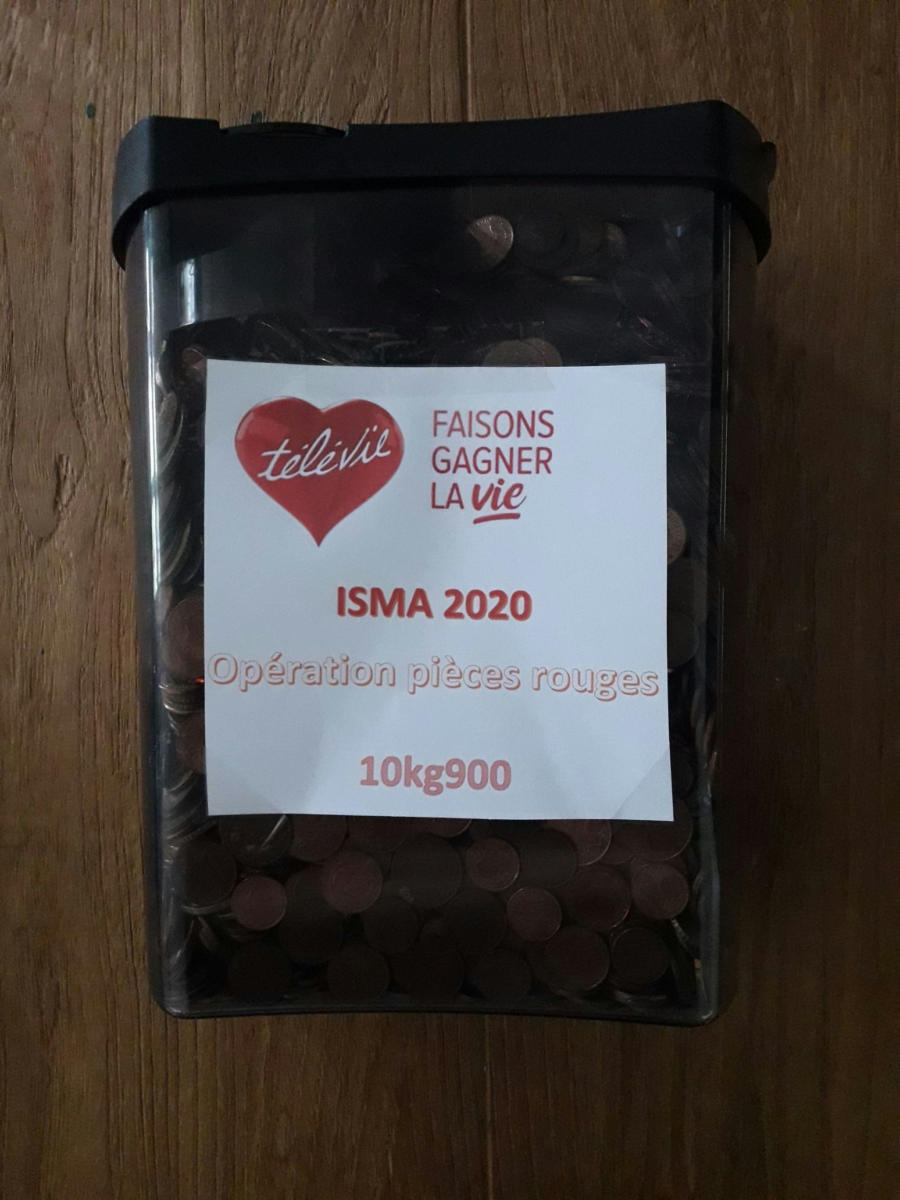 télévie
FAISONS
GAGNER
LA vie
ISMA 2020
Opération pièces rouges
10kg900